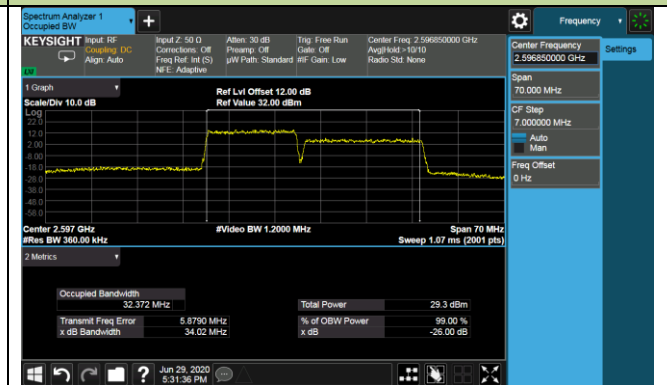 Spectrum Analyzer 1
Occupied BW
+
Frequency
KEYSIGHT
Input: RF
Coupling: DC
Align: Auto
Input Z: 50 Ω
Corrections: Off
Freq Ref: Int (S)
NFE: Adaptive
Atten: 30 dB
Preamp: Off
µW Path: Standard
Trig: Free Run
Gate: Off
#IF Gain: Low
Center Freq: 2.596850000 GHz
Avg|Hold:>10/10
Radio Std: None
Center Frequency
2.596850000 GHz
Settings
Span
70.000 MHz
CF Step
7.000000 MHz
Auto
Man
Freq Offset
0 Hz
1 Graph
Scale/Div 10.0 dB
Ref Lvl Offset 12.00 dB
Ref Value 32.00 dBm
Log
22.0
12.0
2.00
-8.00
-18.0
-28.0
-38.0
-48.0
-58.0
Center 2.597 GHz
#Res BW 360.00 kHz
#Video BW 1.2000 MHz
Span 70 MHz
Sweep 1.07 ms (2001 pts)
2 Metrics
Occupied Bandwidth
32.372 MHz
Total Power 29.3 dBm
Transmit Freq Error 5.8790 MHz
% of OBW Power 99.00 %
x dB Bandwidth 34.02 MHz
x dB -26.00 dB
?
Jun 29, 2020
5:31:36 PM